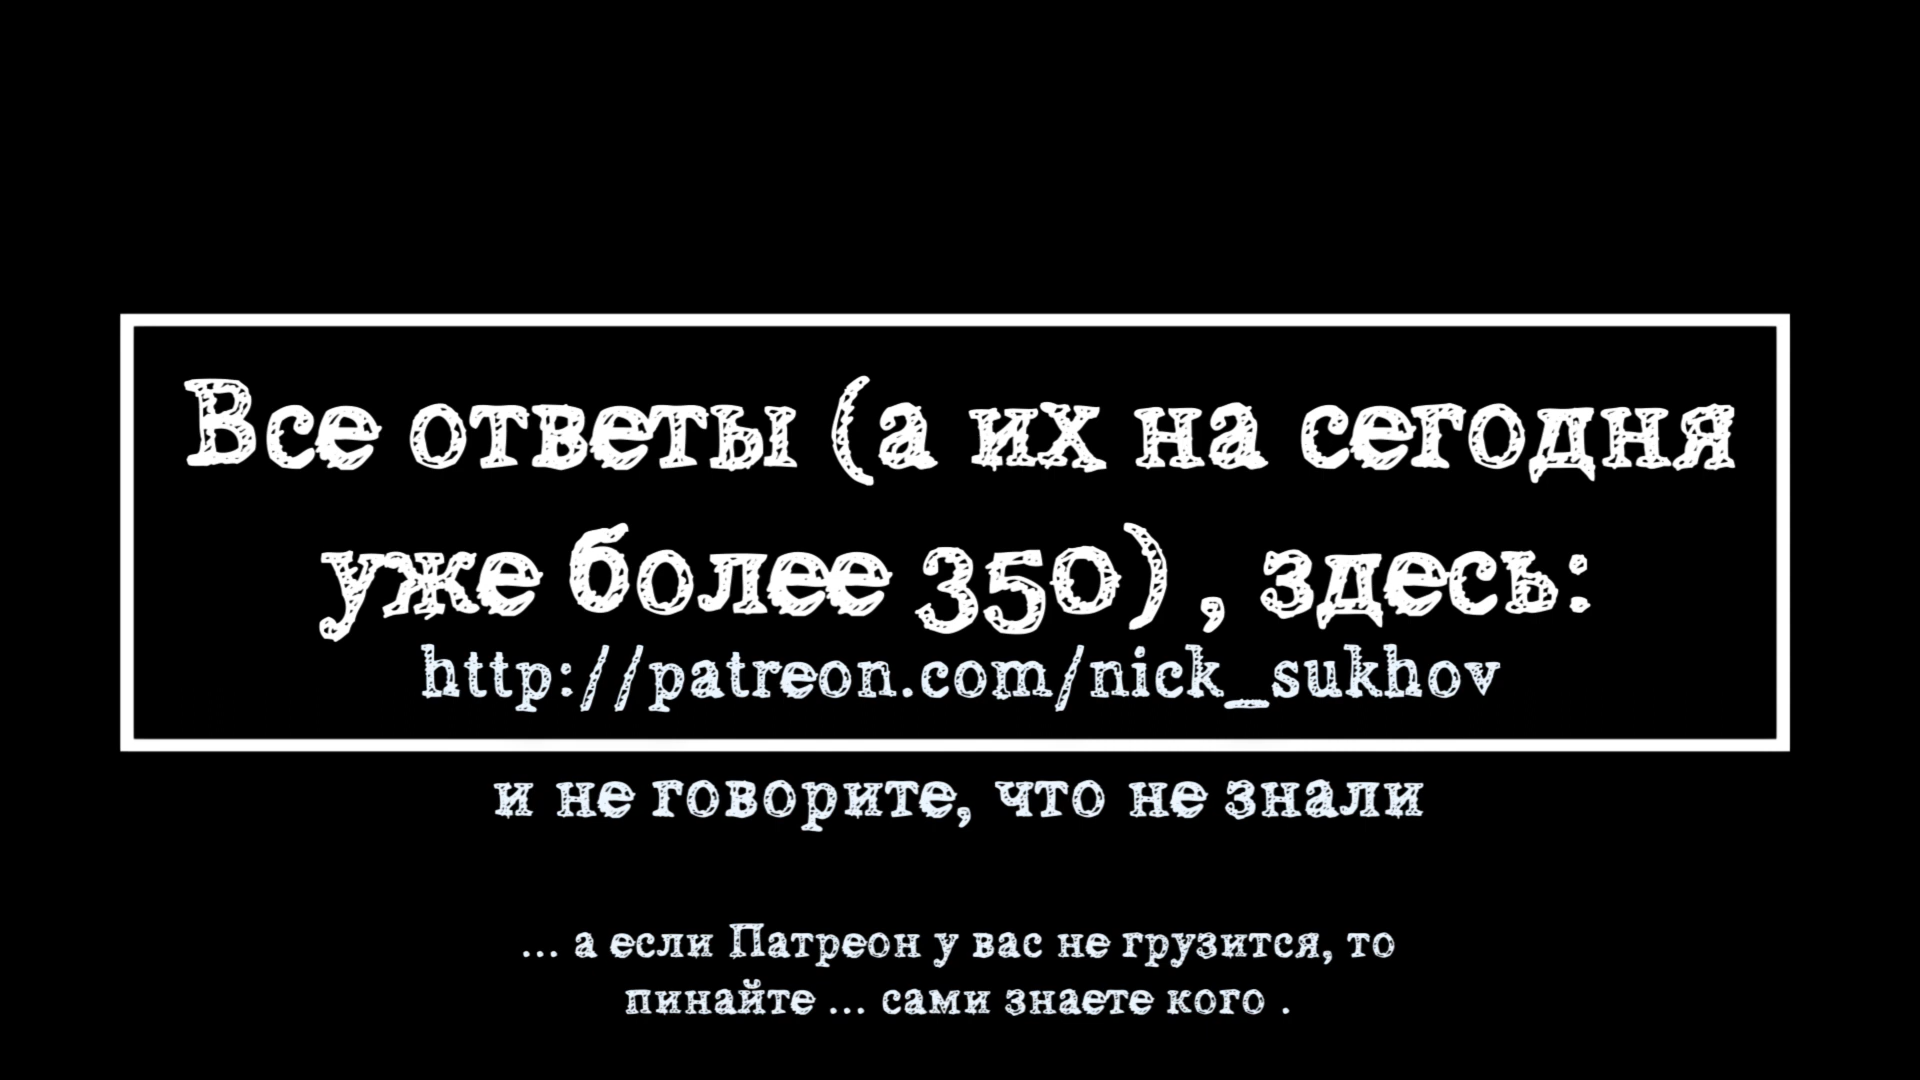 Все ответы (а их на сегодня
уже более 350) , здесь:
http://patreon.com/nick_sukhov
и не говорите, что не знали
... а если Патреон у вас не грузится, то
пинайте ... сами знаете кого .